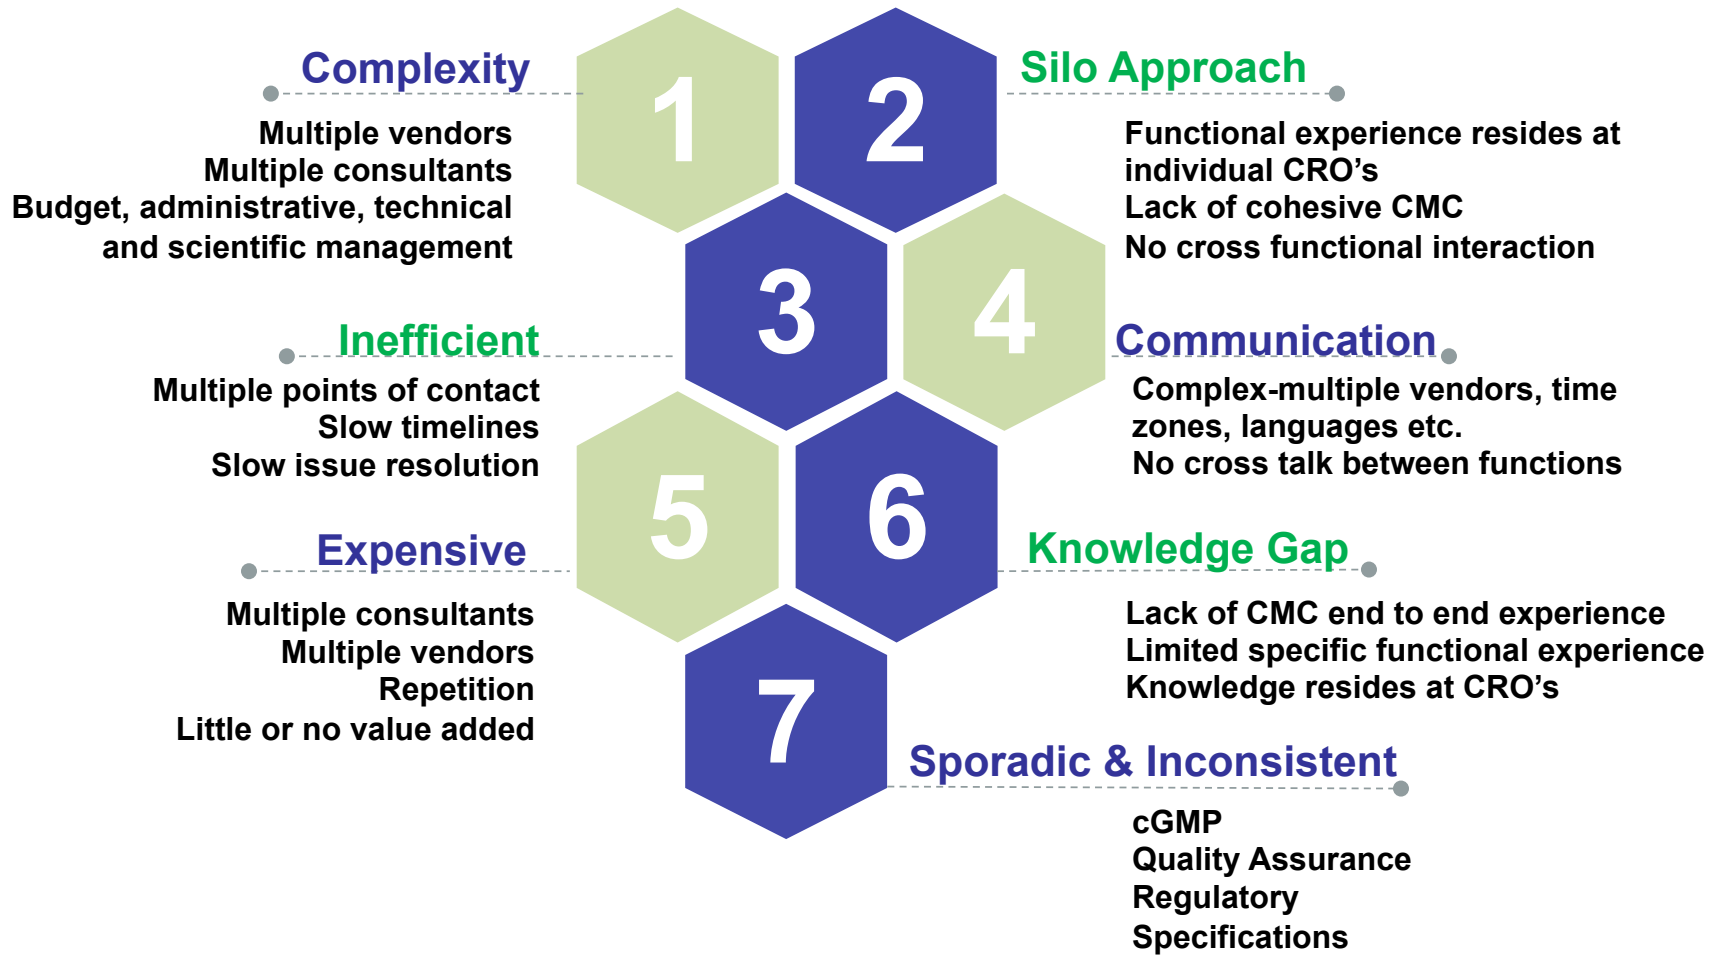 1
Complexity
Multiple vendors
Multiple consultants
Budget, administrative, technical
and scientific management
2
Silo Approach
Functional experience resides at
individual CRO’s
Lack of cohesive CMC
No cross functional interaction
3
Inefficient
Multiple points of contact
Slow timelines
Slow issue resolution
4
Communication
Complex-multiple vendors, time
zones, languages etc.
No cross talk between functions
5
Expensive
Multiple consultants
Multiple vendors
Repetition
Little or no value added
6
Knowledge Gap
Lack of CMC end to end experience
Limited specific functional experience
Knowledge resides at CRO’s
7
Sporadic & Inconsistent
cGMP
Quality Assurance
Regulatory
Specifications